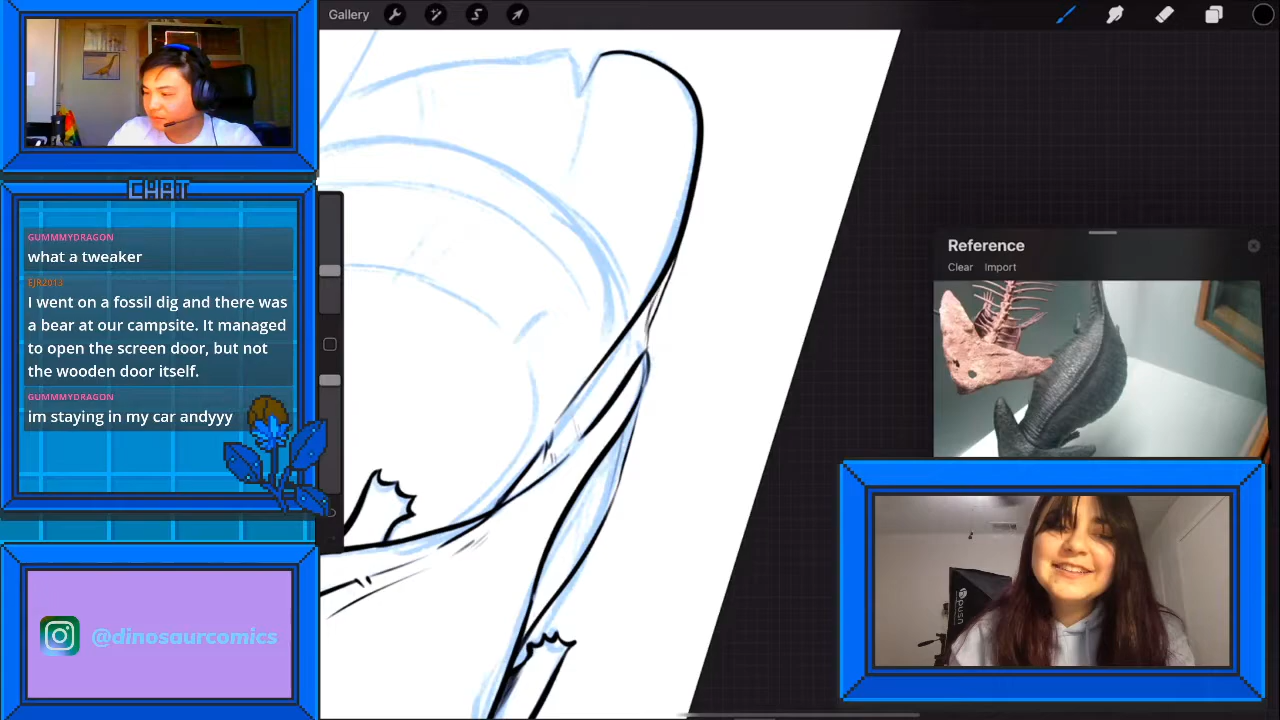 Gallery
CHAT
GUMMMYDRAGON
what a tweaker
EJR2013
I went on a fossil dig and there was
a bear at our campsite. It managed
to open the screen door, but not
the wooden door itself.
GUMMMYDRAGON
im staying in my car andyyy
@dinosaurcomics
Reference
Clear Import